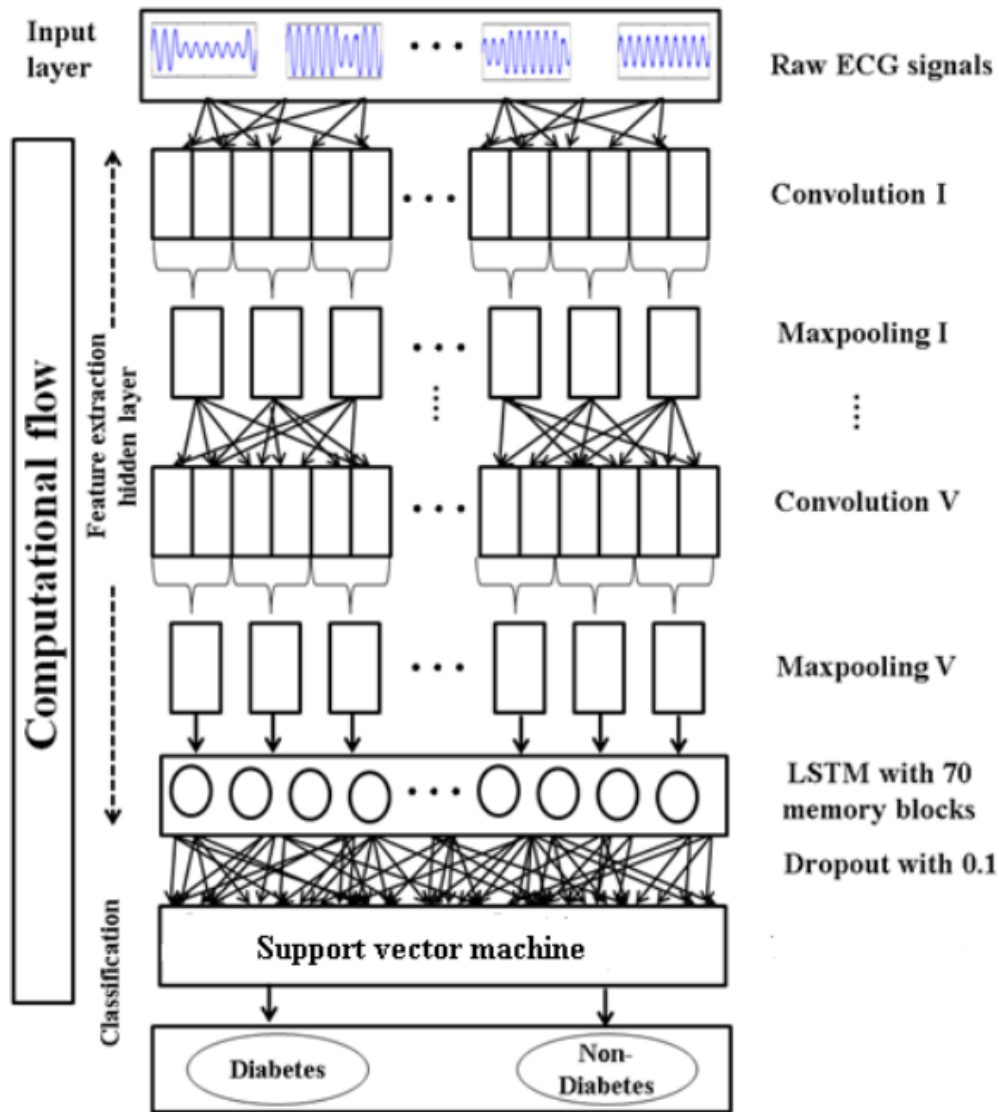 Input
layer
Raw ECG signals
Convolution I
Maxpooling I
Computational flow
Feature extraction
hidden layer
Convolution V
Maxpooling V
LSTM with 70
memory blocks
Dropout with 0.1
Classification
Support vector machine
Diabetes
Non-
Diabetes